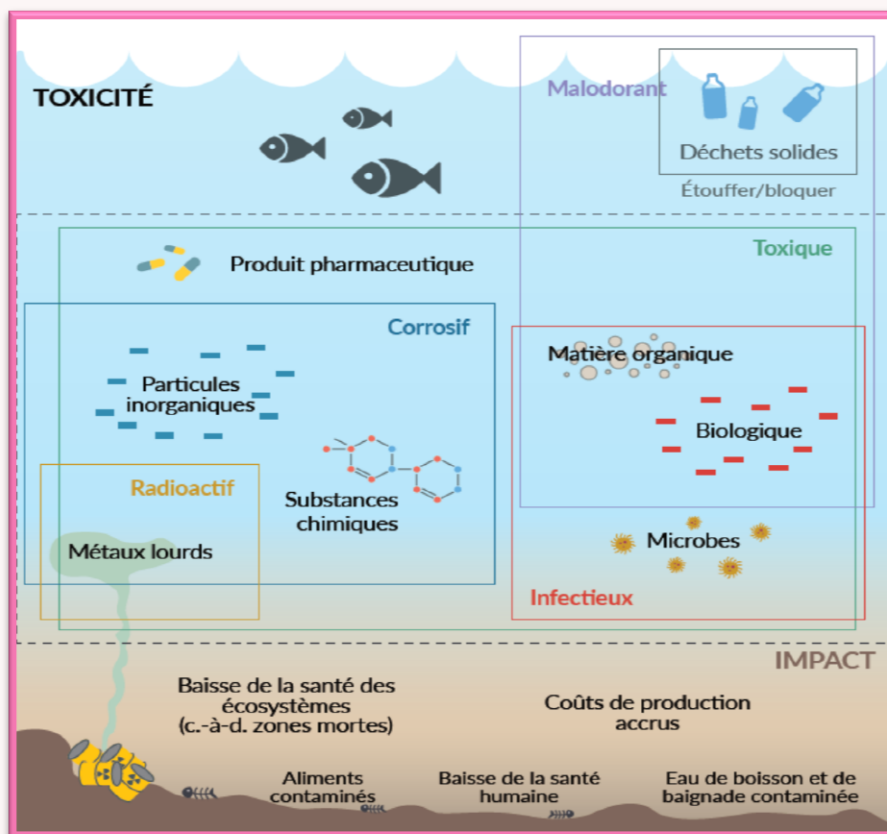 TOXICITÉ
Malodorant
Déchets solides
Étouffer/bloquer
Toxique
Produit pharmaceutique
Corrosif
Particules
inorganiques
Matière organique
Biologique
Radioactif
Substances
chimiques
Métaux lourds
Microbes
Infectieux
IMPACT
Baisse de la santé des
écosystèmes
(c.-à-d. zones mortes)
Coûts de production
accrus
Aliments
contaminés
Baisse de la santé
humaine
Eau de boisson et de
baignade contaminée